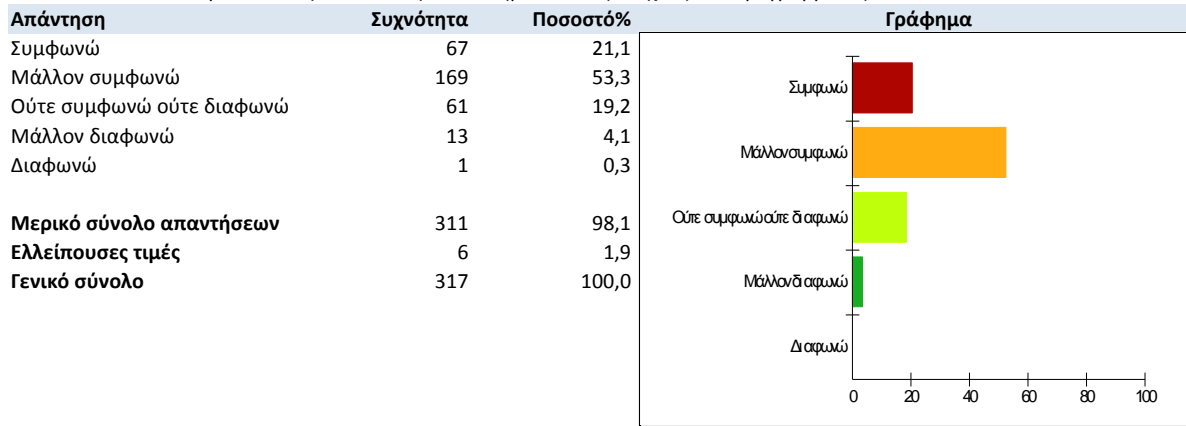 Απάντηση Συχνότητα Ποσοστό% Γράφημα
Συμφωνώ 67 21,1
Μάλλον συμφωνώ 169 53,3
Ούτε συμφωνώ ούτε διαφωνώ 61 19,2
Μάλλον διαφωνώ 13 4,1
Διαφωνώ 1 0,3
Μερικό σύνολο απαντήσεων 311 98,1
Ελλείπουσες τιμές 6 1,9
Γενικό σύνολο 317 100,0
Συμφωνώ
Μάλλον συμφωνώ
Ούτε συμφωνώ ούτε διαφωνώ
Μάλλον διαφωνώ
Διαφωνώ
0 20 40 60 80 100